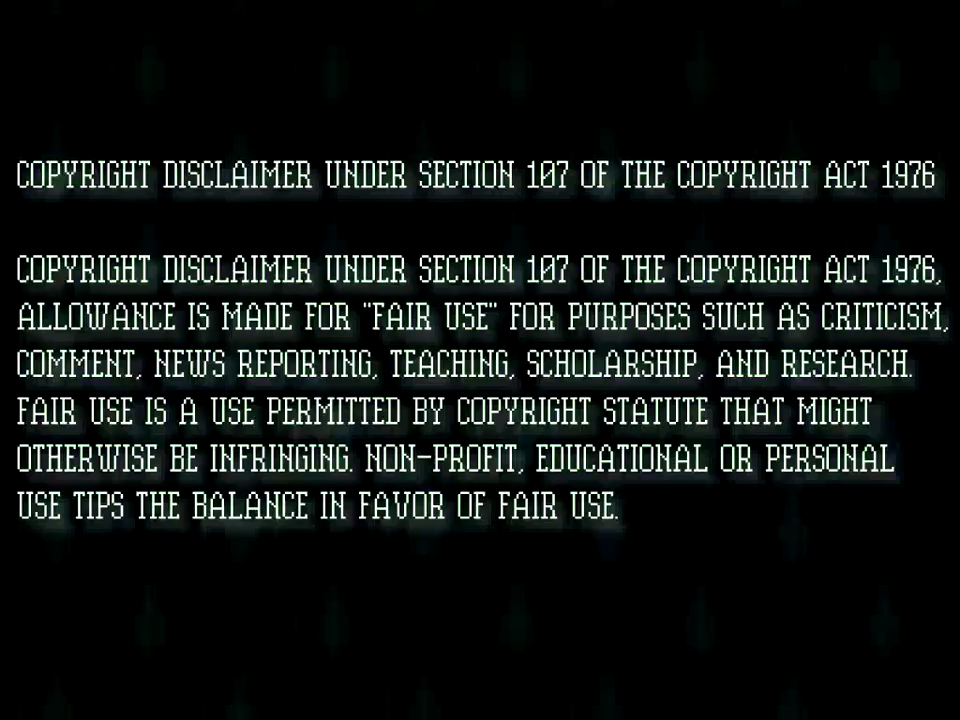 COPYRIGHT DISCLAIMER UNDER SECTION 107 OF THE COPYRIGHT ACT 1976
COPYRIGHT DISCLAIMER UNDER SECTION 107 OF THE COPYRIGHT ACT 1976,
ALLOWANCE IS MADE FOR "FAIR USE" FOR PURPOSES SUCH AS CRITICISM,
COMMENT, NEWS REPORTING, TEACHING, SCHOLARSHIP, AND RESEARCH.
FAIR USE IS A USE PERMITTED BY COPYRIGHT STATUTE THAT MIGHT
OTHERWISE BE INFRINGING. NON-PROFIT, EDUCATIONAL OR PERSONAL
USE TIPS THE BALANCE IN FAVOR OF FAIR USE.